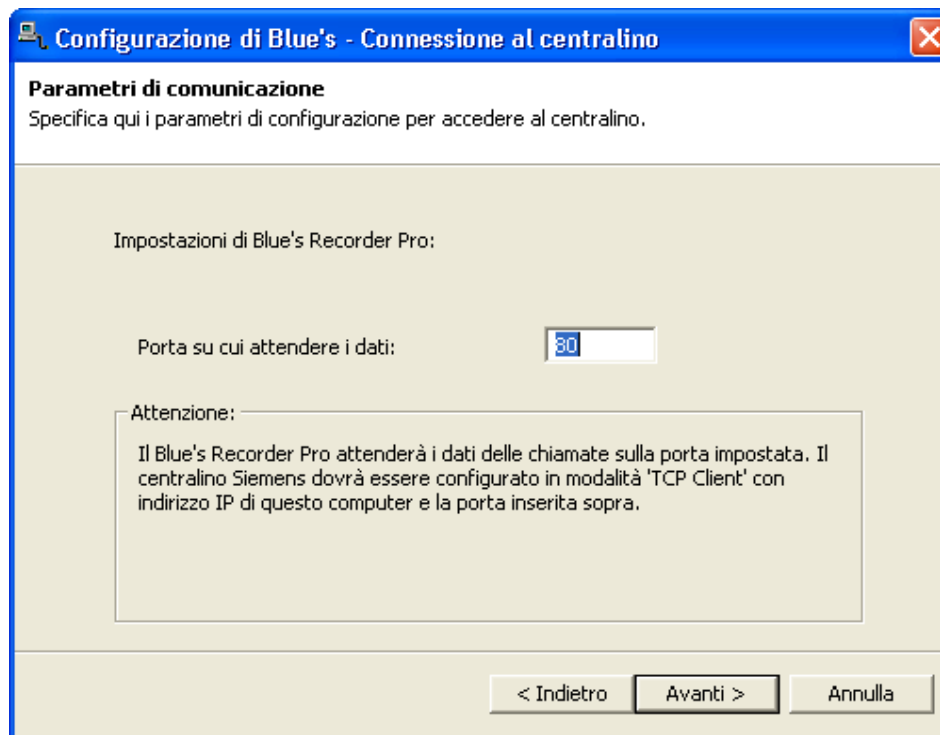 Configurazione di Blue's - Connessione al centralino
Parametri di comunicazione
Specifica qui i parametri di configurazione per accedere al centralino.
Impostazioni di Blue's Recorder Pro:
Porta su cui attendere i dati:
80
Attenzione:
Il Blue's Recorder Pro attenderà i dati delle chiamate sulla porta impostata. Il
centralino Siemens dovrà essere configurato in modalità 'TCP Client' con
indirizzo IP di questo computer e la porta inserita sopra.
< Indietro
Avanti >
Annulla